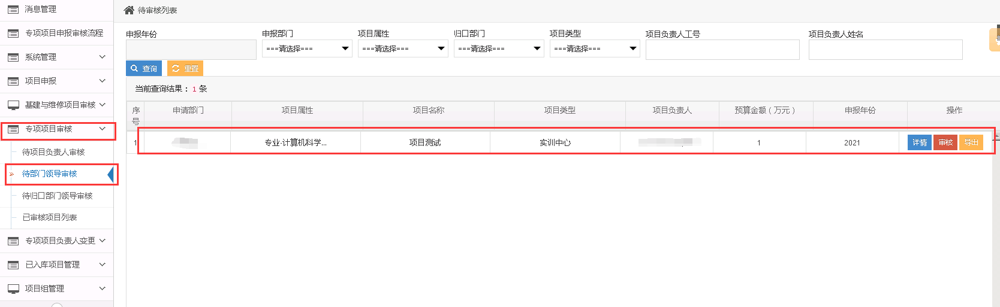 消息管理
专项项目申报审核流程
系统管理
项目申报
基建与维修项目审核
专项项目审核
待项目负责人审核
待部门领导审核
待归口部门领导审核
已审核项目列表
专项项目负责人变更
已入库项目管理
项目组管理
待审核列表
申报年份 申报部门 项目属性 归口部门 项目类型 项目负责人工号 项目负责人姓名
===请选择=== ===请选择=== ===请选择=== ===请选择===
查询 重置
当前查询结果：1 条
序号 申请部门 项目属性 项目名称 项目类型 项目负责人 预算金额（万元） 申报年份 操作
1 专业-计算机科学... 项目测试 实训中心 1 2021 详情 审核 导出